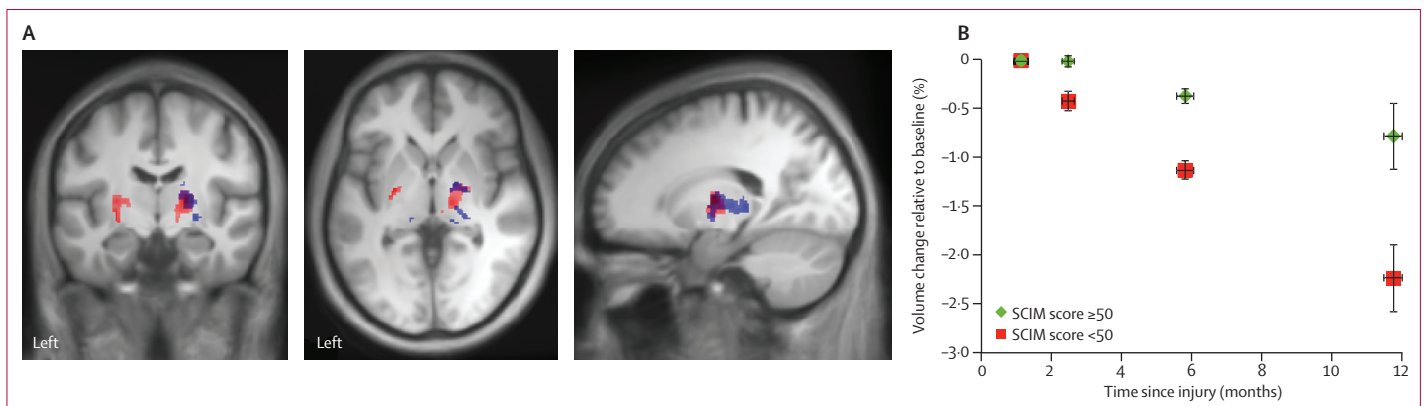 A
Left
Left
B
Volume change relative to baseline (%)
0
–0·5
–1·0
–1·5
–2·0
–2·5
–3·0
SCIM score ≥50
SCIM score <50
0 2 4 6 8 10 12
Time since injury (months)